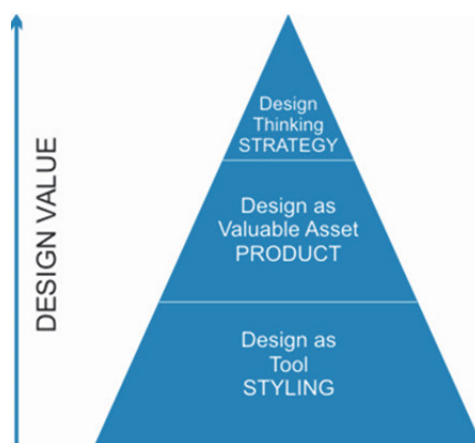 DESIGN VALUE
Design
Thinking
STRATEGY
Design as
Valuable Asset
PRODUCT
Design as
Tool
STYLING